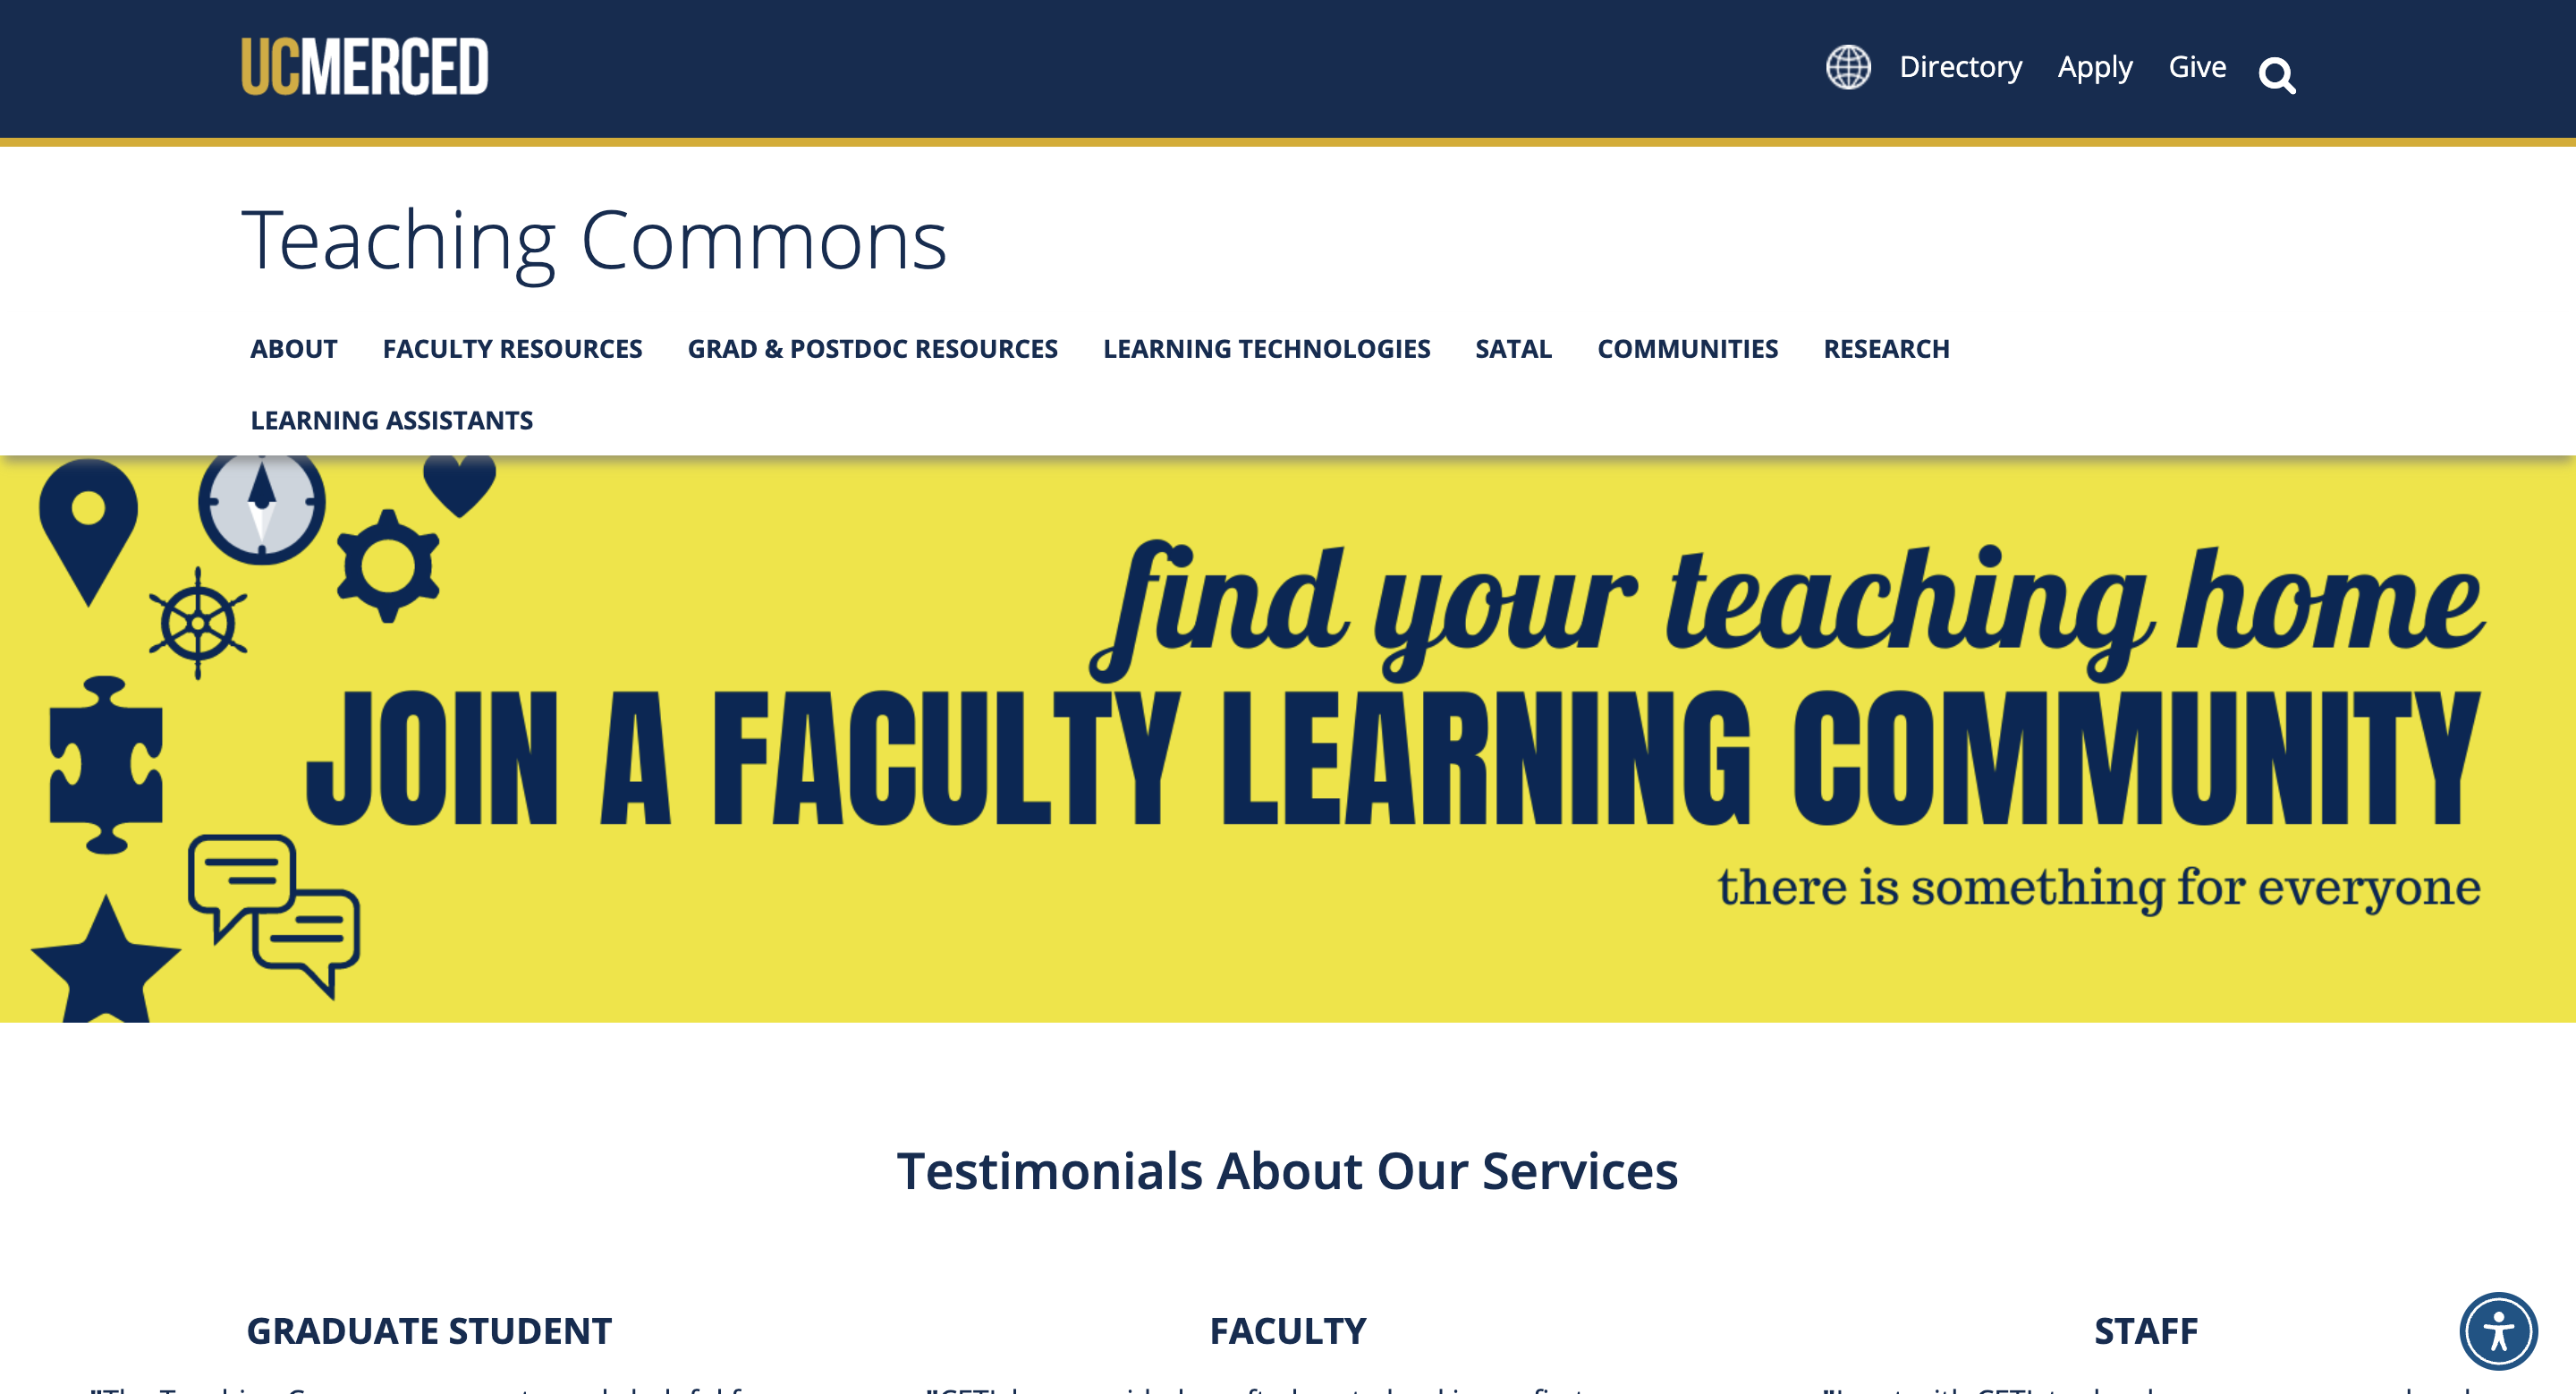 UCMERCED
Directory Apply Give
Teaching Commons
ABOUT FACULTY RESOURCES GRAD & POSTDOC RESOURCES LEARNING TECHNOLOGIES SATAL COMMUNITIES RESEARCH
LEARNING ASSISTANTS
find your teaching home
JOIN A FACULTY LEARNING COMMUNITY
there is something for everyone
Testimonials About Our Services
GRADUATE STUDENT FACULTY STAFF